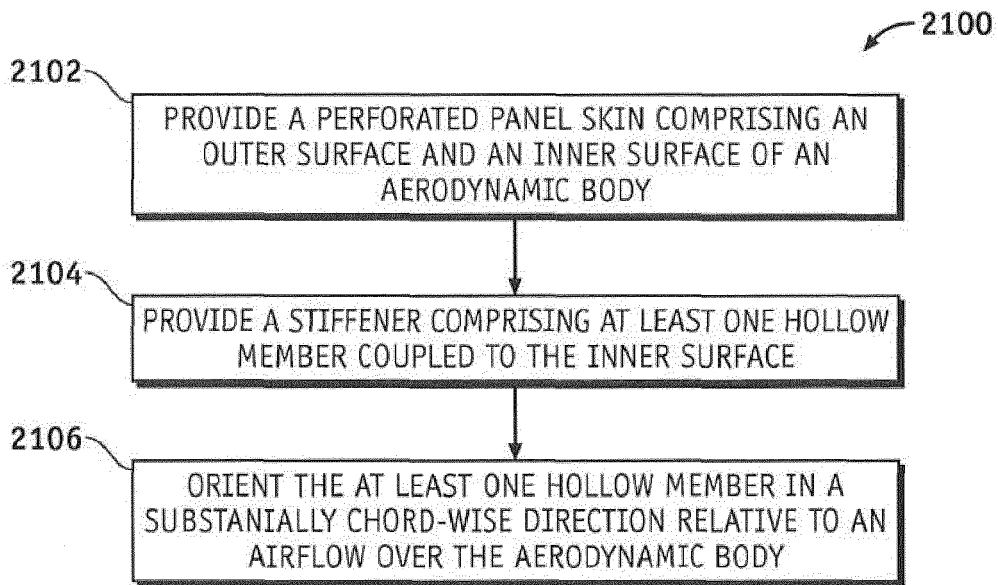 2100
2102
PROVIDE A PERFORATED PANEL SKIN COMPRISING AN
OUTER SURFACE AND AN INNER SURFACE OF AN
AERODYNAMIC BODY
2104
PROVIDE A STIFFENER COMPRISING AT LEAST ONE HOLLOW
MEMBER COUPLED TO THE INNER SURFACE
2106
ORIENT THE AT LEAST ONE HOLLOW MEMBER IN A
SUBSTANIALLY CHORD-WISE DIRECTION RELATIVE TO AN
AIRFLOW OVER THE AERODYNAMIC BODY